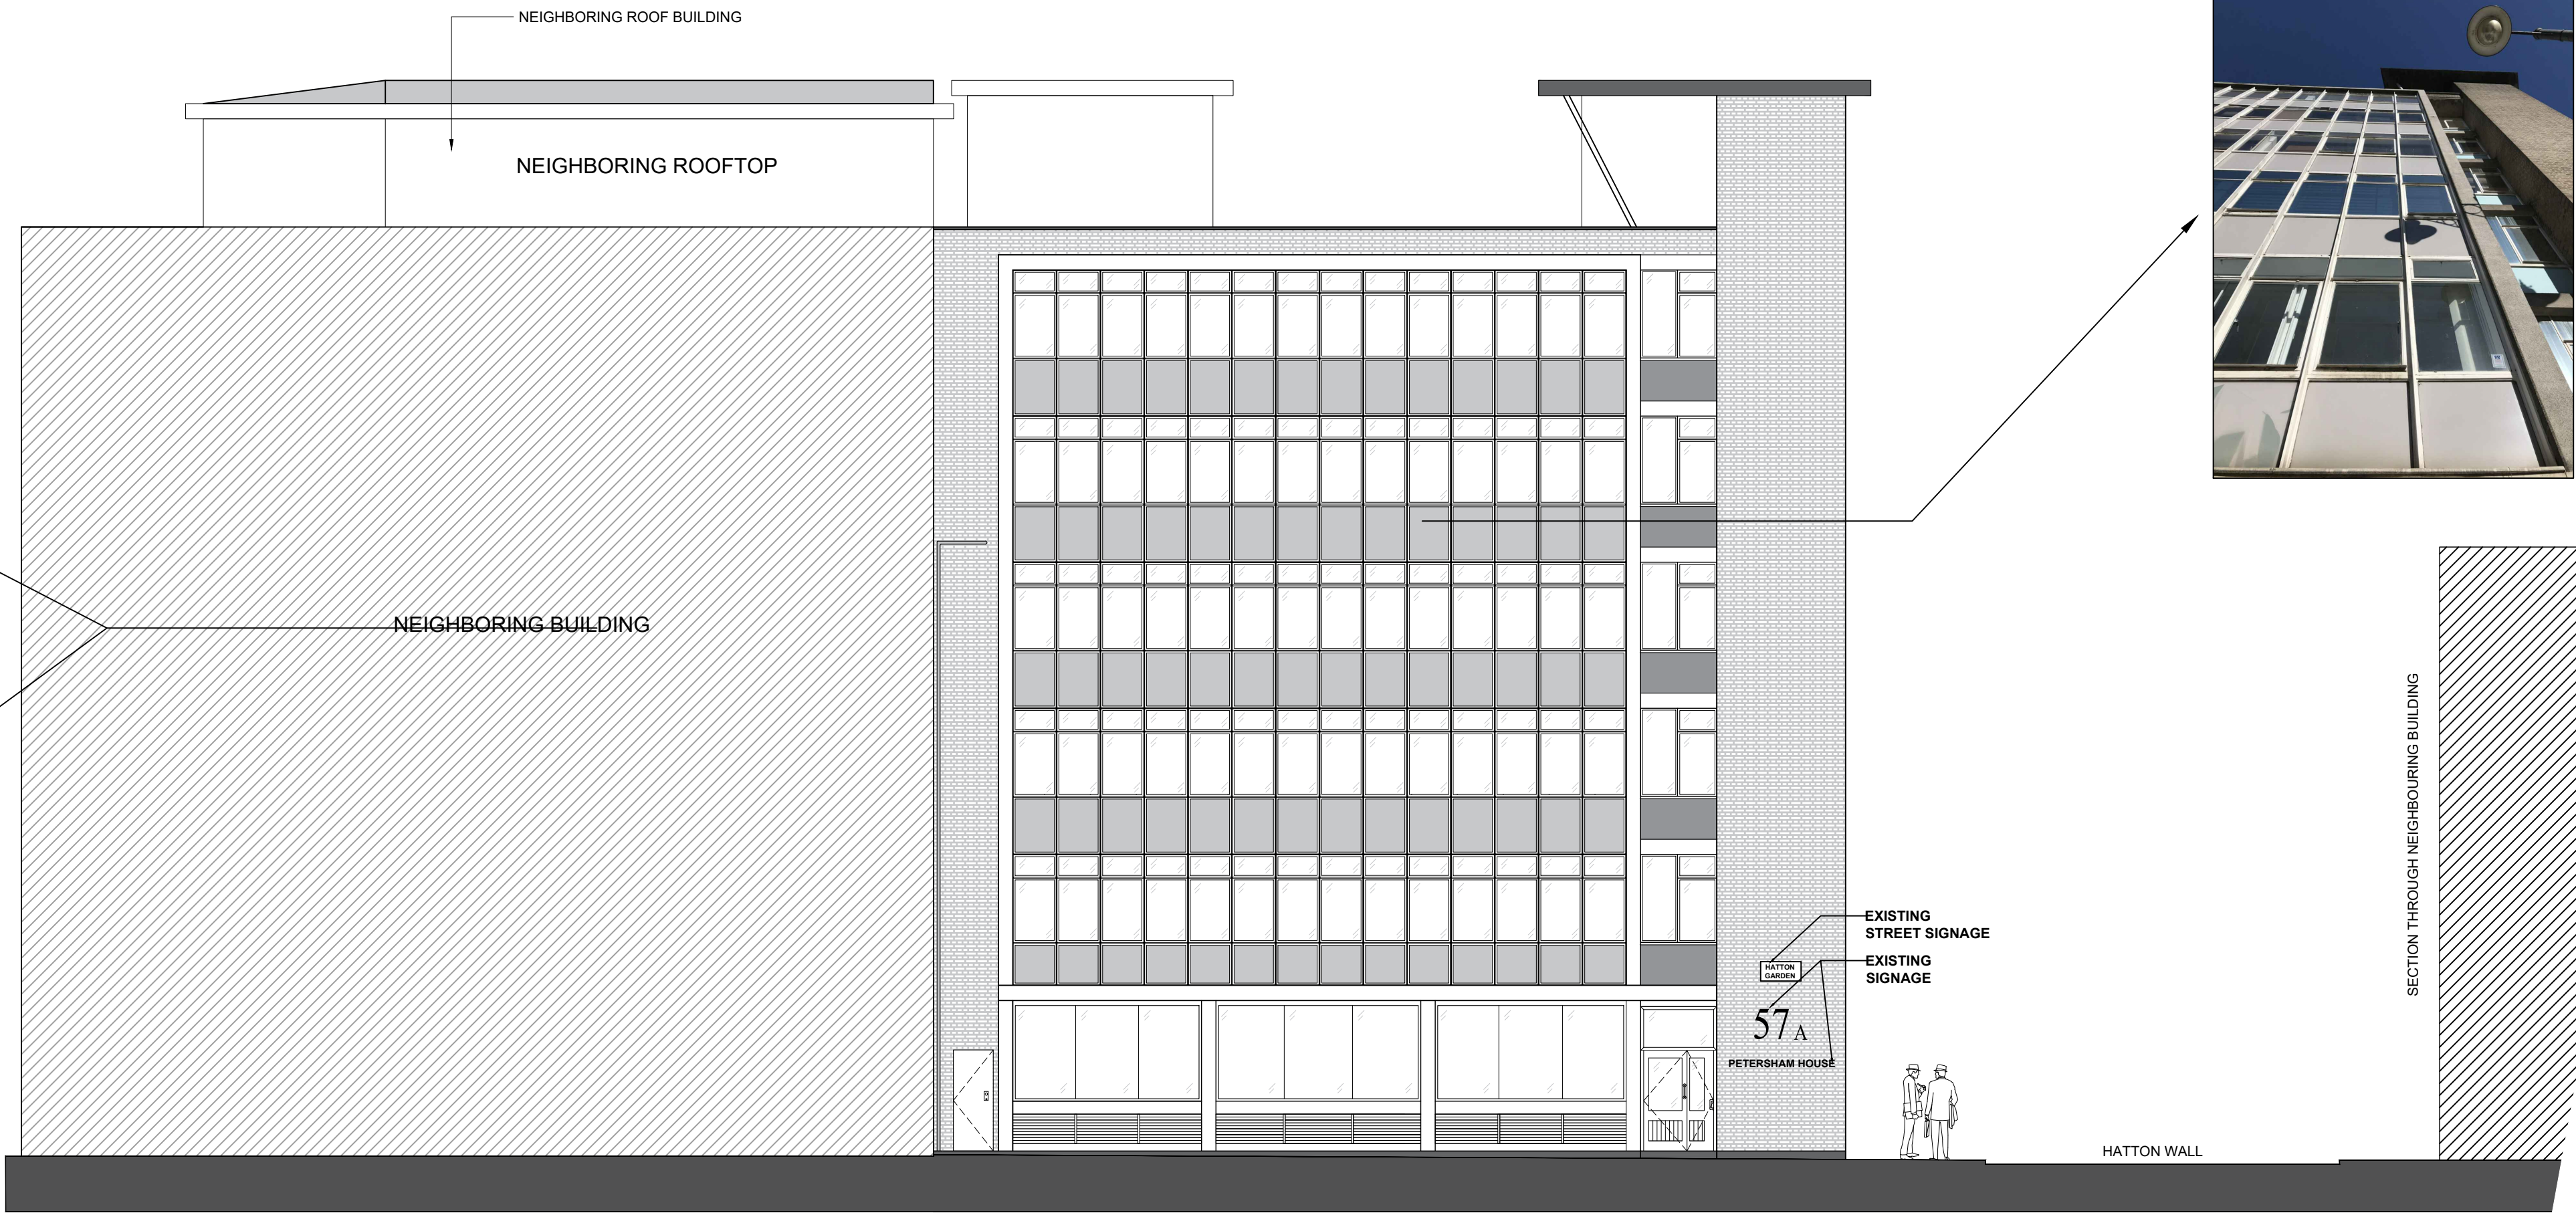 NEIGHBORING ROOF BUILDING
NEIGHBORING ROOFTOP
NEIGHBORING BUILDING
EXISTING
STREET SIGNAGE
HATTON
GARDEN
EXISTING
SIGNAGE
57 A
PETERSHAM HOUSE
HATTON WALL
SECTION THROUGH NEIGHBOURING BUILDING